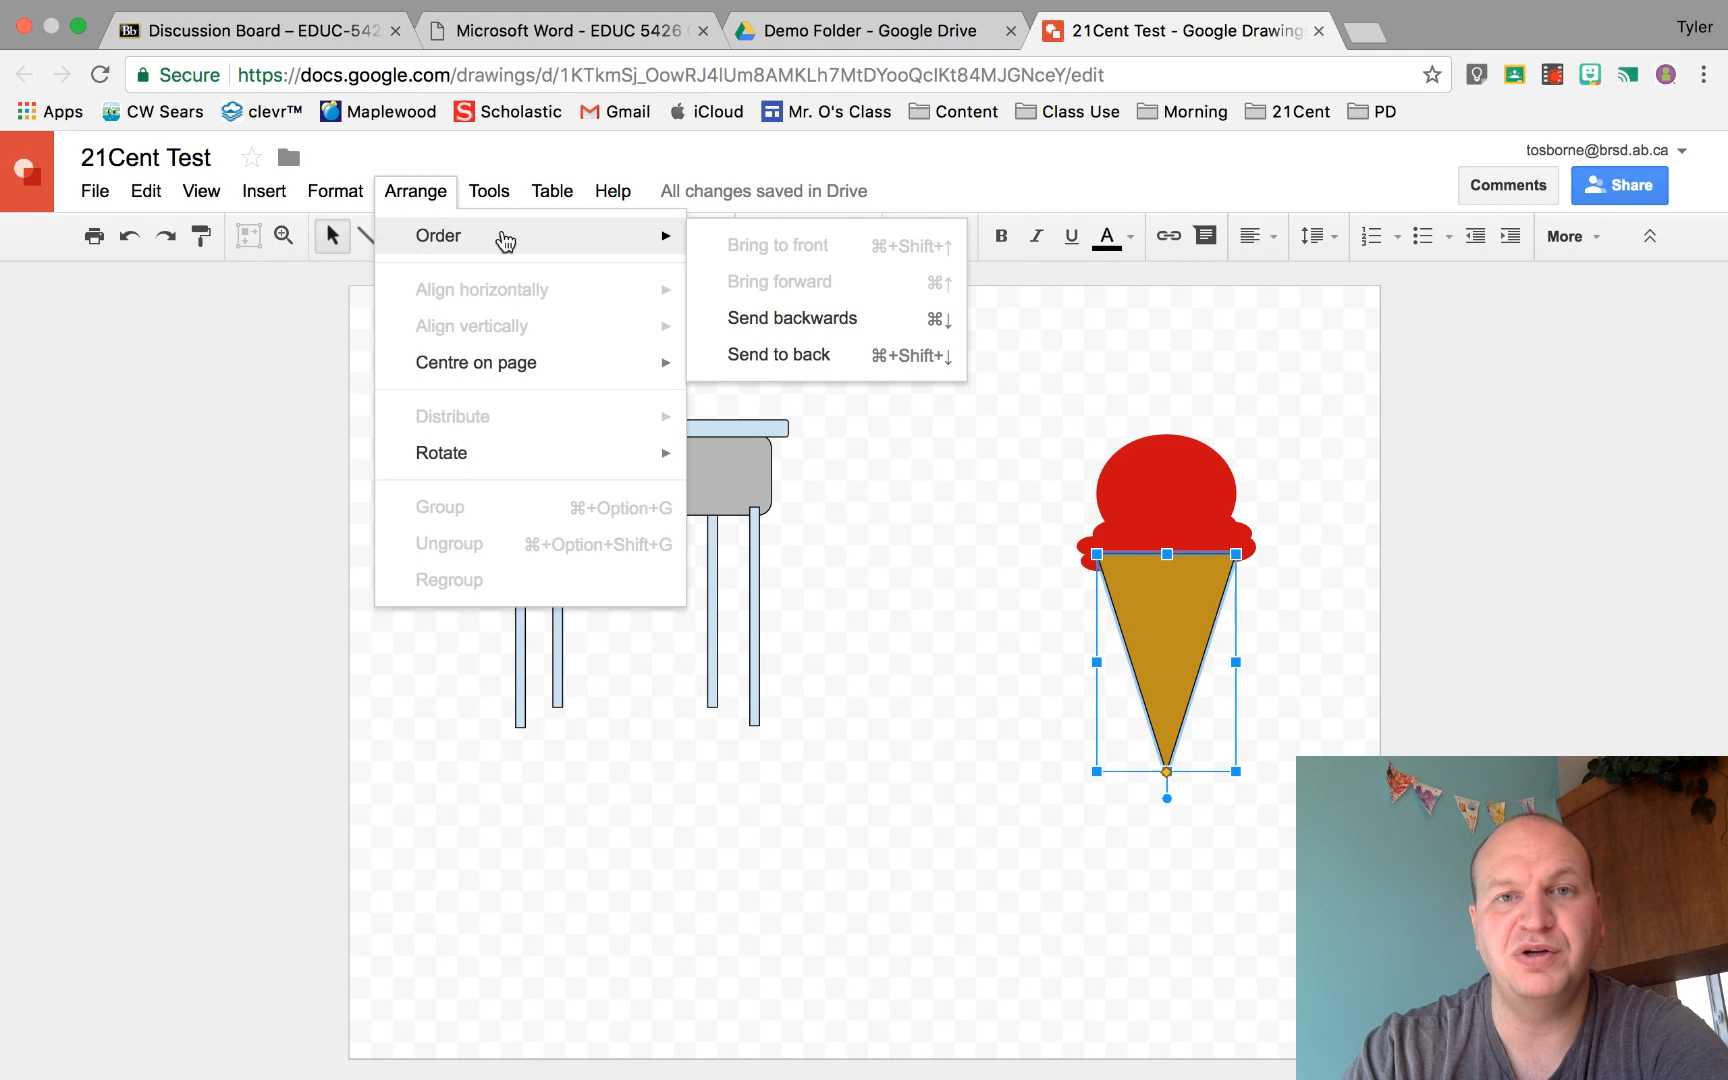 Bb Discussion Board – EDUC-542
Microsoft Word - EDUC 5426
Demo Folder - Google Drive
21Cent Test - Google Drawing
Tyler
Secure https://docs.google.com/drawings/d/1KTkmSj_OowRJ4lUm8AMKLh7MtDYooQcIKt84MJGNceY/edit
Apps CW Sears clevr™ Maplewood S Scholastic Gmail iCloud Mr. O's Class Content Class Use Morning 21Cent PD
21Cent Test
tosborne@brsd.ab.ca
File Edit View Insert Format Arrange Tools Table Help All changes saved in Drive
Comments Share
B I U A More
Order
Align horizontally
Align vertically
Centre on page
Distribute
Rotate
Group ⌘+Option+G
Ungroup ⌘+Option+Shift+G
Regroup
Bring to front ⌘+Shift+↑
Bring forward ⌘↑
Send backwards ⌘↓
Send to back ⌘+Shift+↓